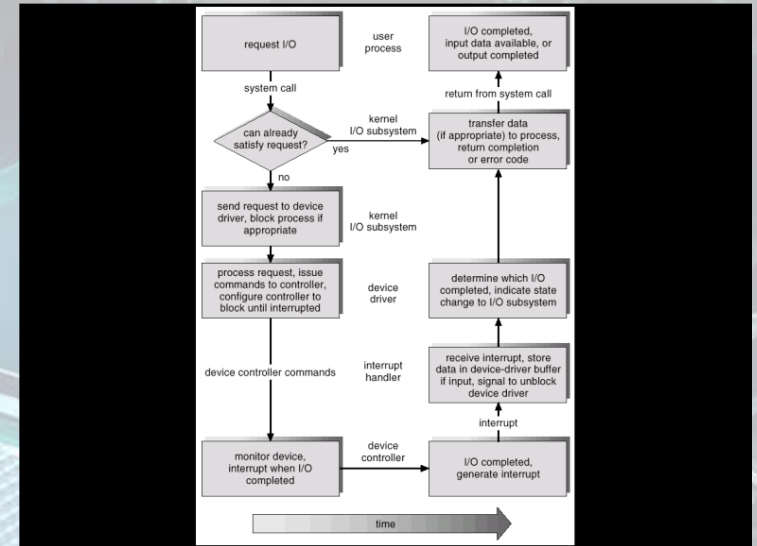 request I/O
user
process
I/O completed,
input data available, or
output completed
system call
return from system call
can already
satisfy request?
kernel
I/O subsystem
yes
transfer data
(if appropriate) to process,
return completion
or error code
no
send request to device
driver, block process if
appropriate
kernel
I/O subsystem
process request, issue
commands to controller,
configure controller to
block until interrupted
device
driver
determine which I/O
completed, indicate state
change to I/O subsystem
device controller commands
interrupt
handler
receive interrupt, store
data in device-driver buffer
if input, signal to unblock
device driver
interrupt
monitor device,
interrupt when I/O
completed
device
controller
I/O completed,
generate interrupt
time